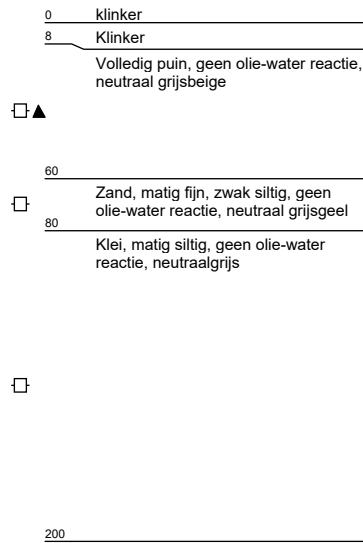 0 klinker
8 Klinker
Volledig puin, geen olie-water reactie,
neutraal grijsbeige
60
Zand, matig fijn, zwak siltig, geen
olie-water reactie, neutraal grijsgeel
80
Klei, matig siltig, geen olie-water
reactie, neutraalgrijs
200